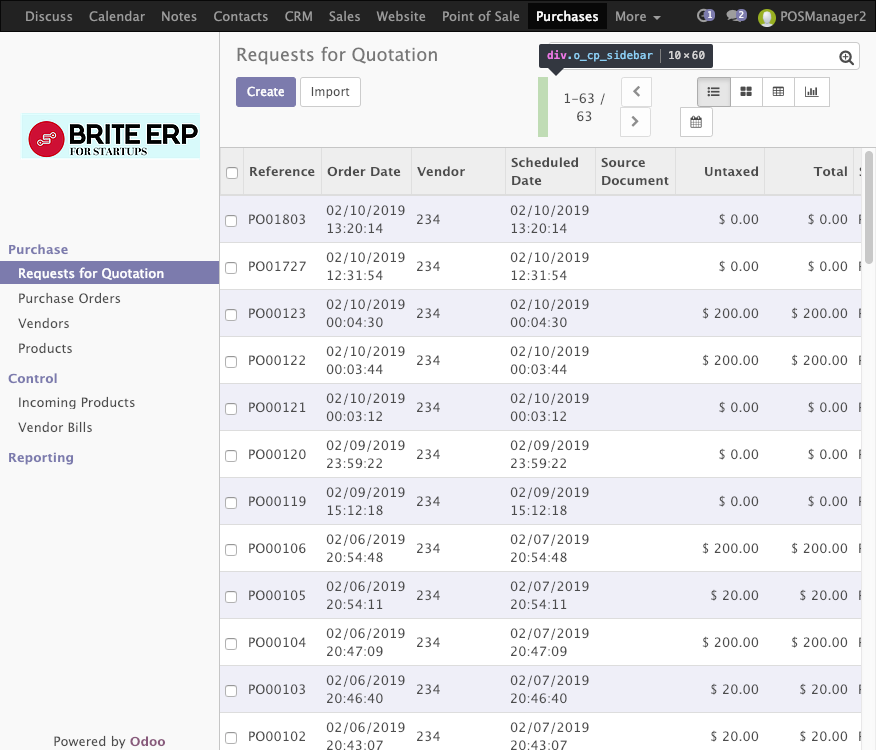 Discuss Calendar Notes Contacts CRM Sales Website Point of Sale Purchases More 1 2 POSManager2
Requests for Quotation
div.o_cp_sidebar 10×60
Create Import
1-63 / 63
BRITE ERP
FOR STARTUPS
Purchase
Requests for Quotation
Purchase Orders
Vendors
Products
Control
Incoming Products
Vendor Bills
Reporting
Powered by Odoo
Reference Order Date Vendor Scheduled Date Source Document Untaxed Total
PO01803 02/10/2019 13:20:14 234 02/10/2019 13:20:14 $ 0.00 $ 0.00
PO01727 02/10/2019 12:31:54 234 02/10/2019 12:31:54 $ 0.00 $ 0.00
PO00123 02/10/2019 00:04:30 234 02/10/2019 00:04:30 $ 200.00 $ 200.00
PO00122 02/10/2019 00:03:44 234 02/10/2019 00:03:44 $ 200.00 $ 200.00
PO00121 02/10/2019 00:03:12 234 02/10/2019 00:03:12 $ 0.00 $ 0.00
PO00120 02/09/2019 23:59:22 234 02/09/2019 23:59:22 $ 0.00 $ 0.00
PO00119 02/09/2019 15:12:18 234 02/09/2019 15:12:18 $ 0.00 $ 0.00
PO00106 02/06/2019 20:54:48 234 02/07/2019 20:54:48 $ 200.00 $ 200.00
PO00105 02/06/2019 20:54:11 234 02/07/2019 20:54:11 $ 20.00 $ 20.00
PO00104 02/06/2019 20:47:09 234 02/07/2019 20:47:09 $ 200.00 $ 200.00
PO00103 02/06/2019 20:46:40 234 02/07/2019 20:46:40 $ 20.00 $ 20.00
PO00102 02/06/2019 20:43:07 234 02/07/2019 20:43:07 $ 20.00 $ 20.00